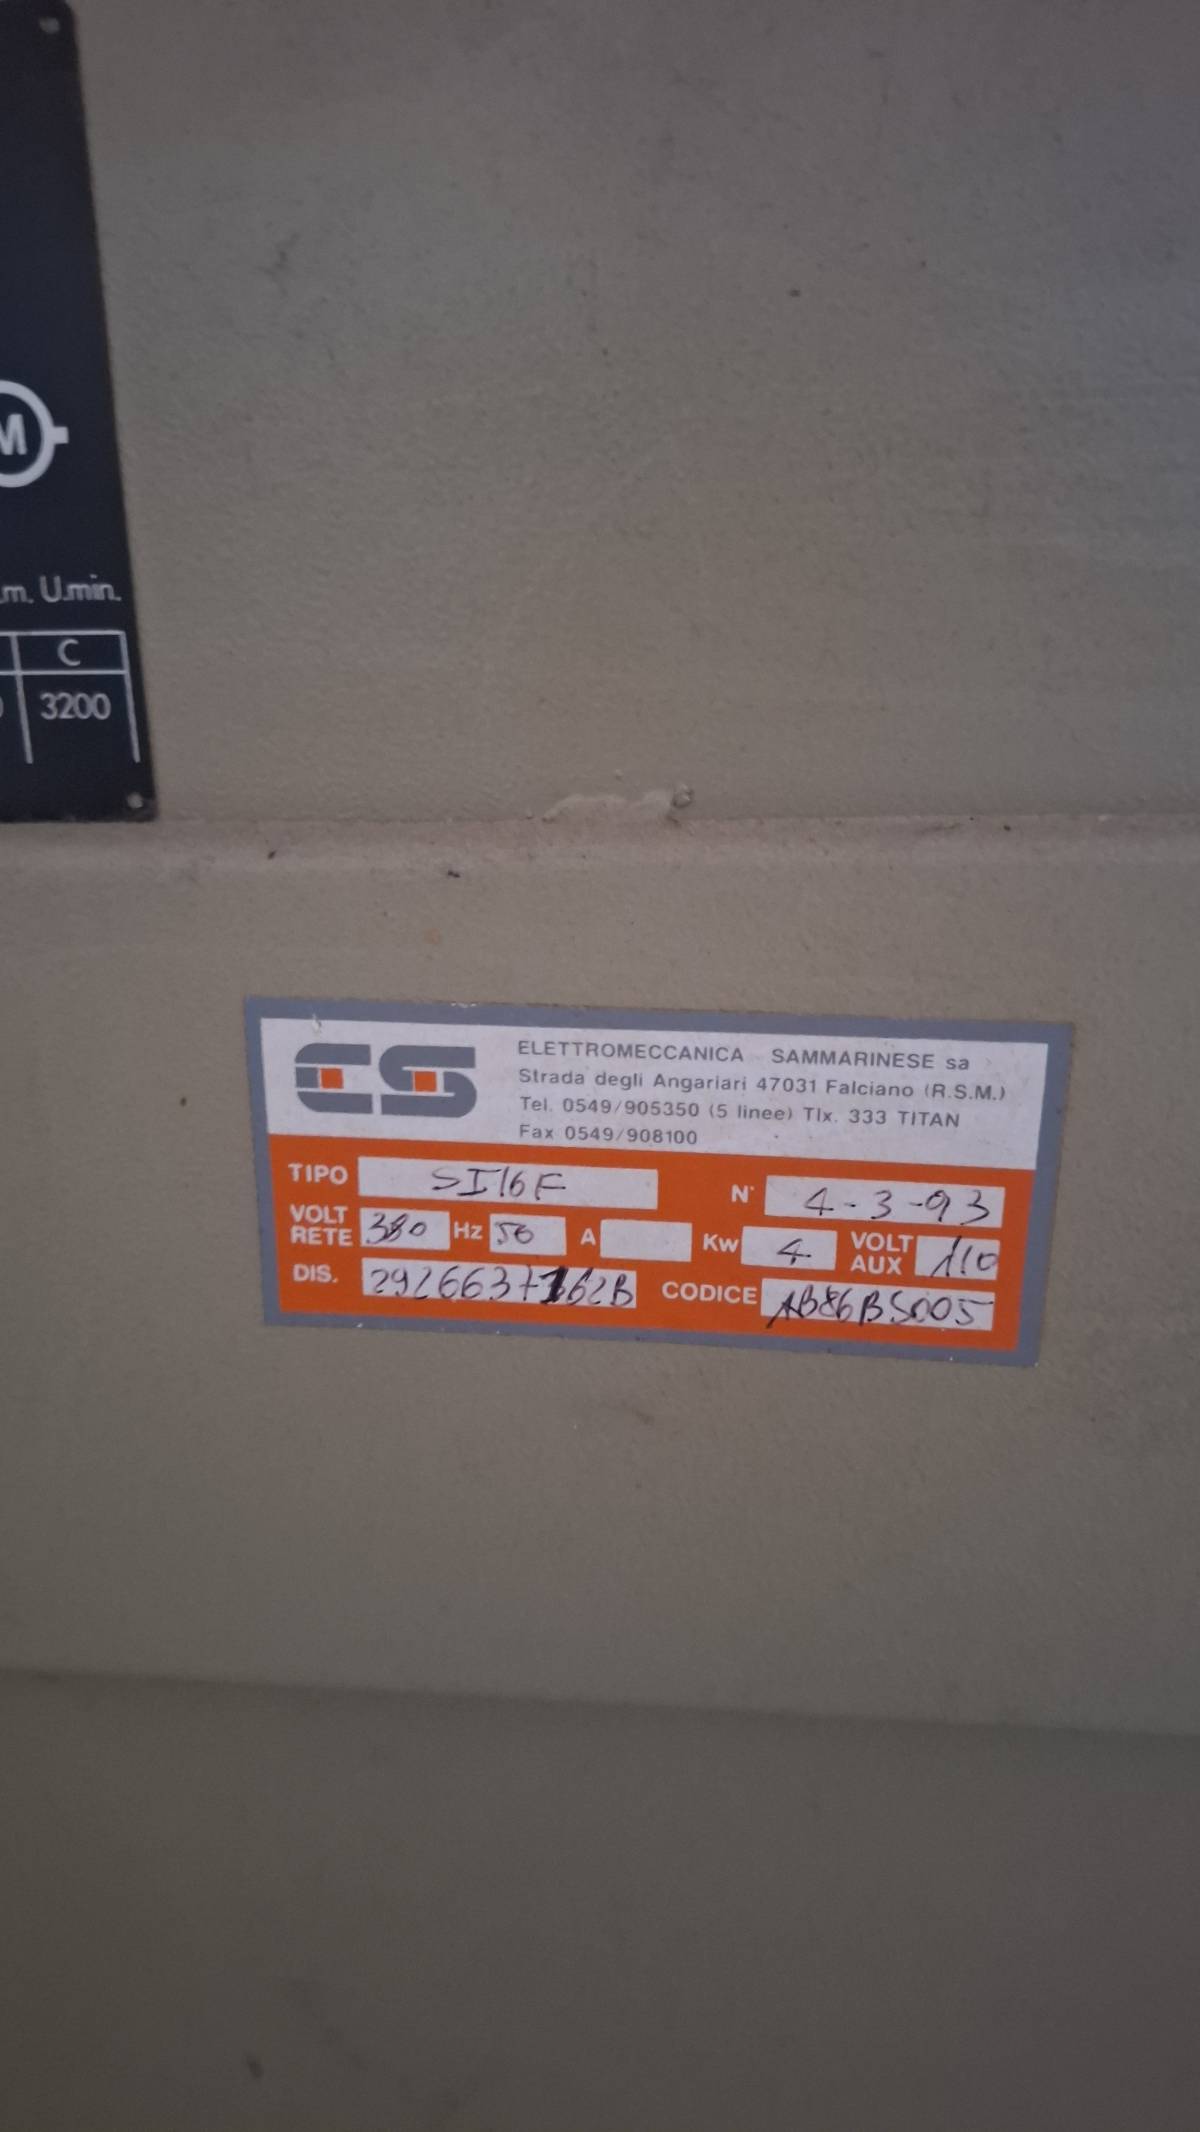 M
.m. U.min.
C
3200
ES
ELETTROMECCANICA SAMMARINESE sa
Strada degli Angariari 47031 Falciano (R.S.M.)
Tel. 0549/905350 (5 linee) Tlx. 333 TITAN
Fax 0549/908100
TIPO SI16F N° 4-3-93
VOLT RETE 380 Hz 50 A Kw 4 VOLT AUX 110
DIS. CODICE AB86BS005